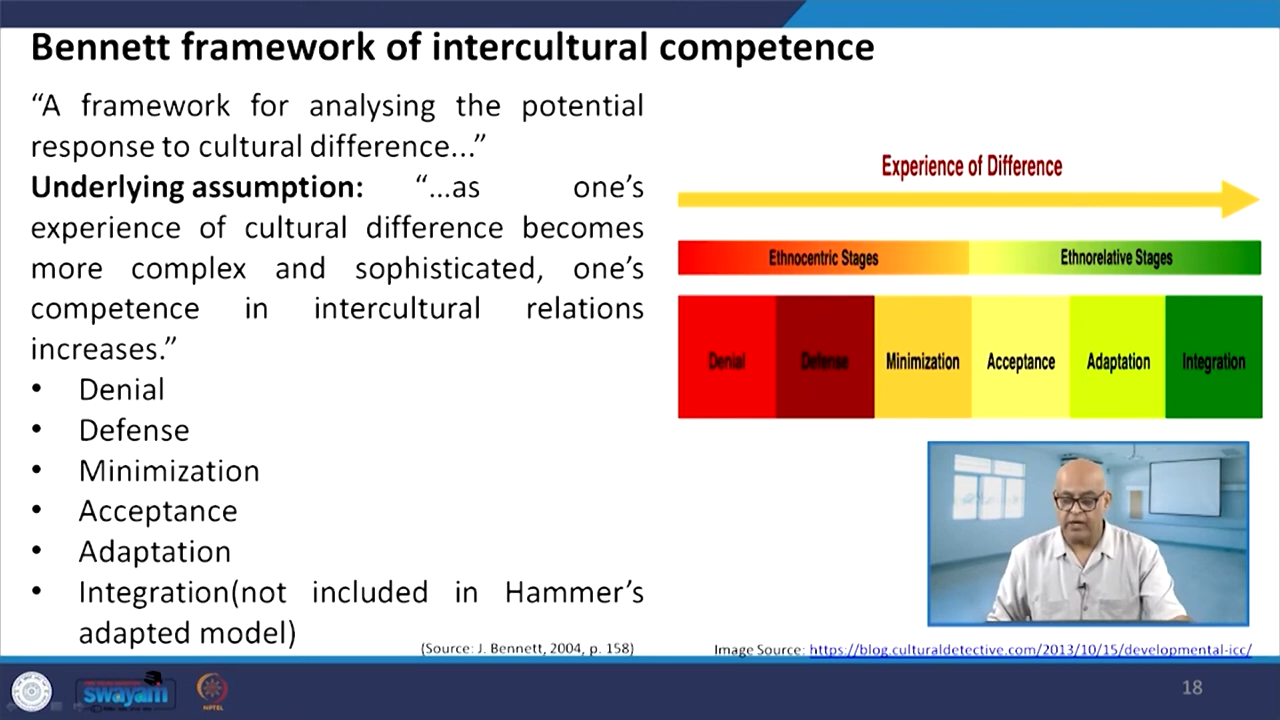 Bennett framework of intercultural competence
“A framework for analysing the potential
response to cultural difference...”
Underlying assumption: “...as one’s
experience of cultural difference becomes
more complex and sophisticated, one’s
competence in intercultural relations
increases.”
• Denial
• Defense
• Minimization
• Acceptance
• Adaptation
• Integration(not included in Hammer’s
adapted model)
(Source: J. Bennett, 2004, p. 158)
Experience of Difference
Ethnocentric Stages Ethnorelative Stages
Denial Defense Minimization Acceptance Adaptation Integration
Image Source: https://blog.culturaldetective.com/2013/10/15/developmental-icc/
swayam NPTEL
18